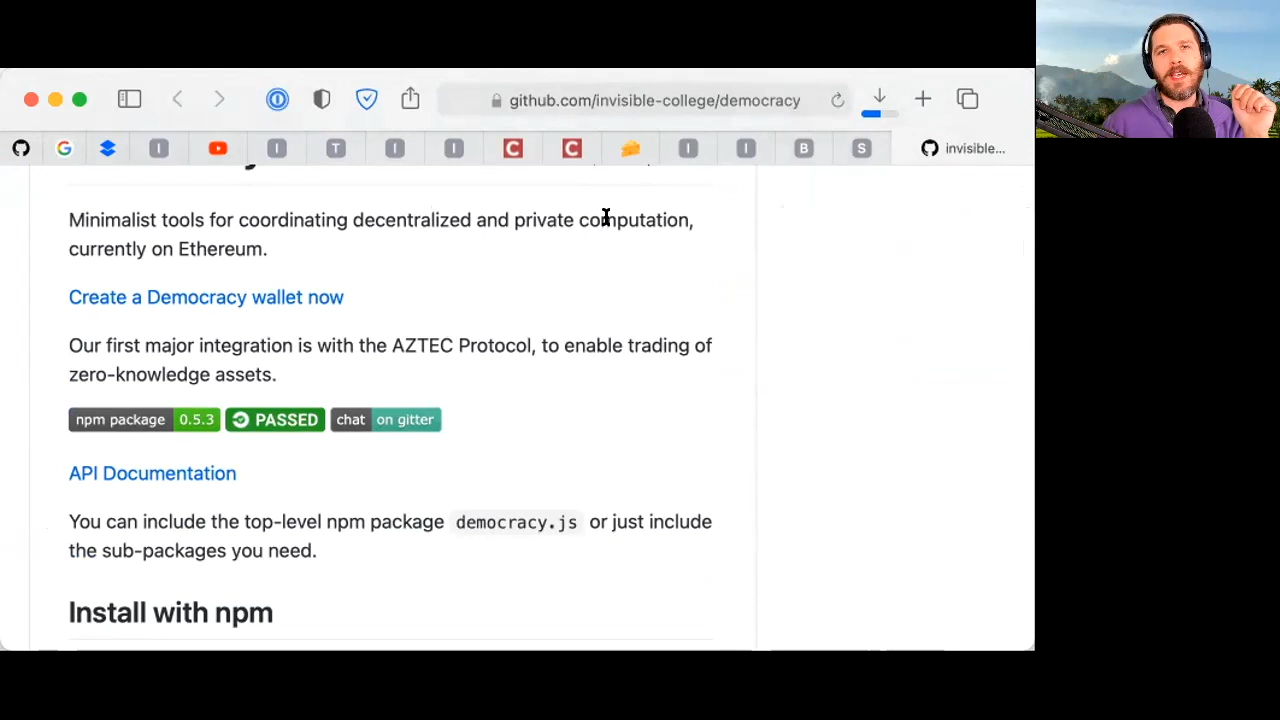 github.com/invisible-college/democracy
I
I
T
I
I
C
C
I
I
B
S
invisible...
Minimalist tools for coordinating decentralized and private computation,
currently on Ethereum.
Create a Democracy wallet now
Our first major integration is with the AZTEC Protocol, to enable trading of
zero-knowledge assets.
npm package 0.5.3 PASSED chat on gitter
API Documentation
You can include the top-level npm package democracy.js or just include
the sub-packages you need.
Install with npm